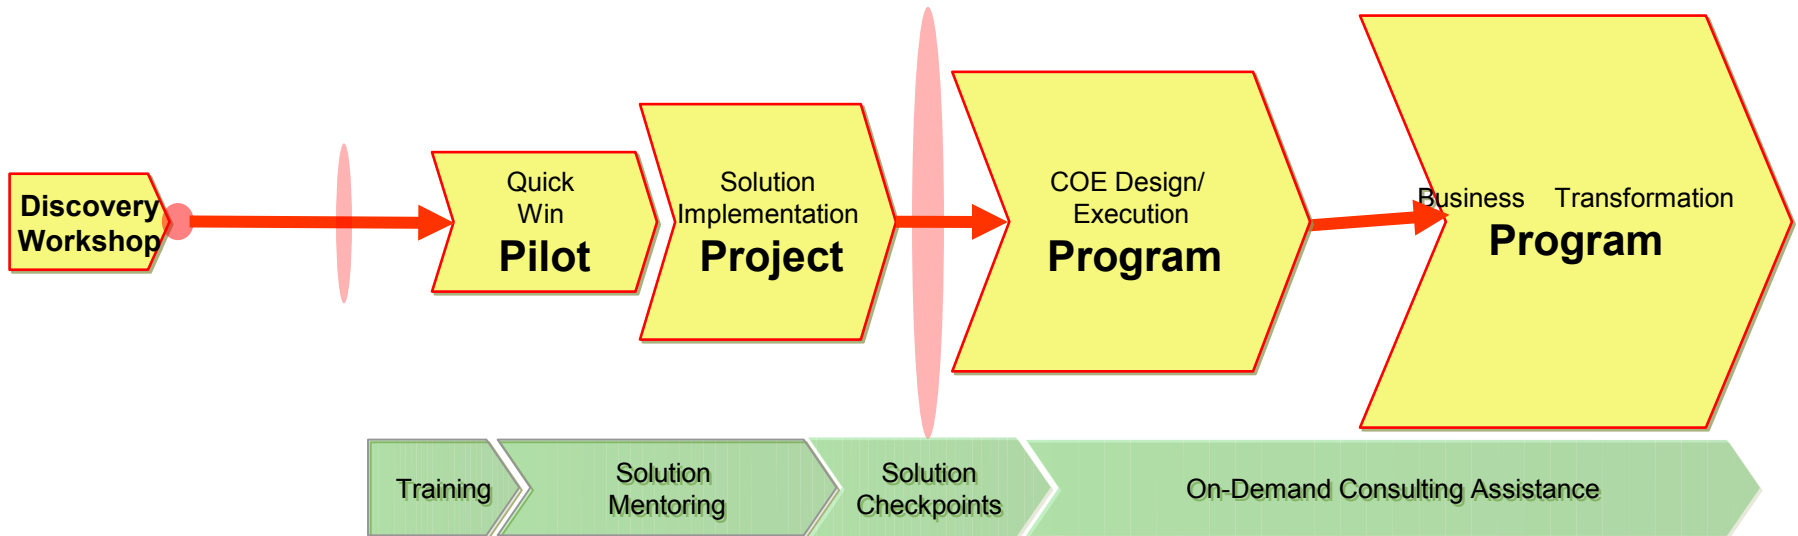 Discovery
Workshop
Quick
Win
Pilot
Solution
Implementation
Project
COE Design/
Execution
Program
Business Transformation
Program
Training
Solution
Mentoring
Solution
Checkpoints
On-Demand Consulting Assistance